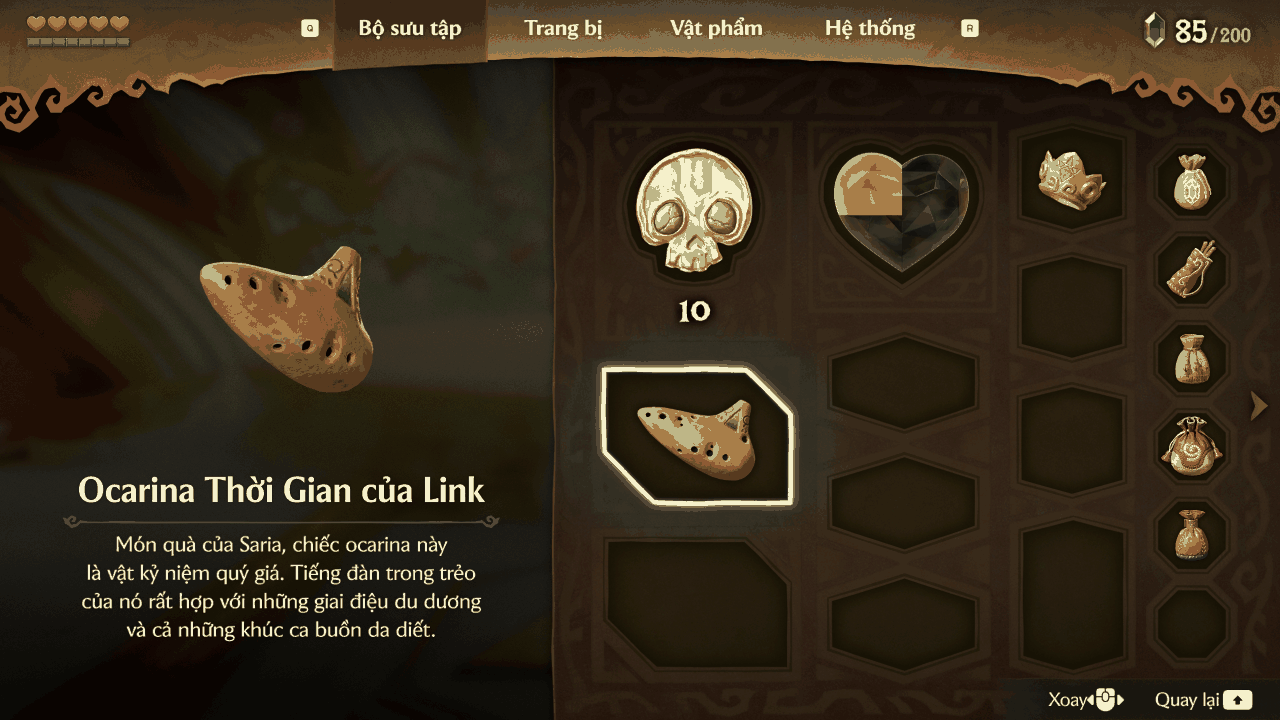 Q
Bộ sưu tập
Trang bị
Vật phẩm
Hệ thống
R
85/200
10
Ocarina Thời Gian của Link
Món quà của Saria, chiếc ocarina này
là vật kỷ niệm quý giá. Tiếng đàn trong trẻo
của nó rất hợp với những giai điệu du dương
và cả những khúc ca buồn da diết.
Xoay
Quay lại